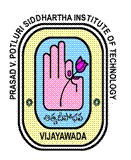 PRASAD V. POTLURI SIDDHARTHA INSTITUTE OF TECHNOLOGY
VIJAYAWADA